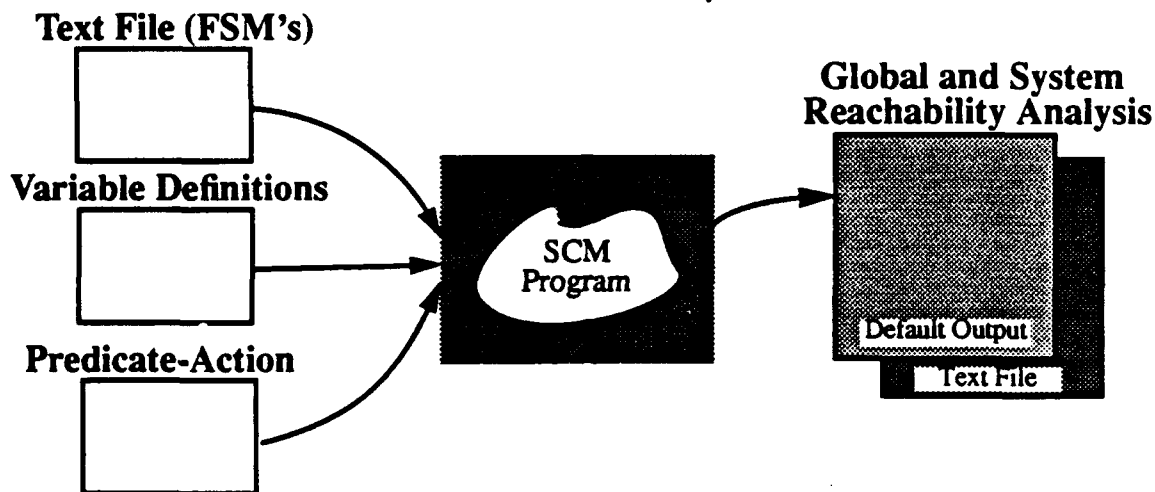 Text File (FSM's)
Variable Definitions
Predicate-Action
SCM
Program
Global and System
Reachability Analysis
Default Output
Text File